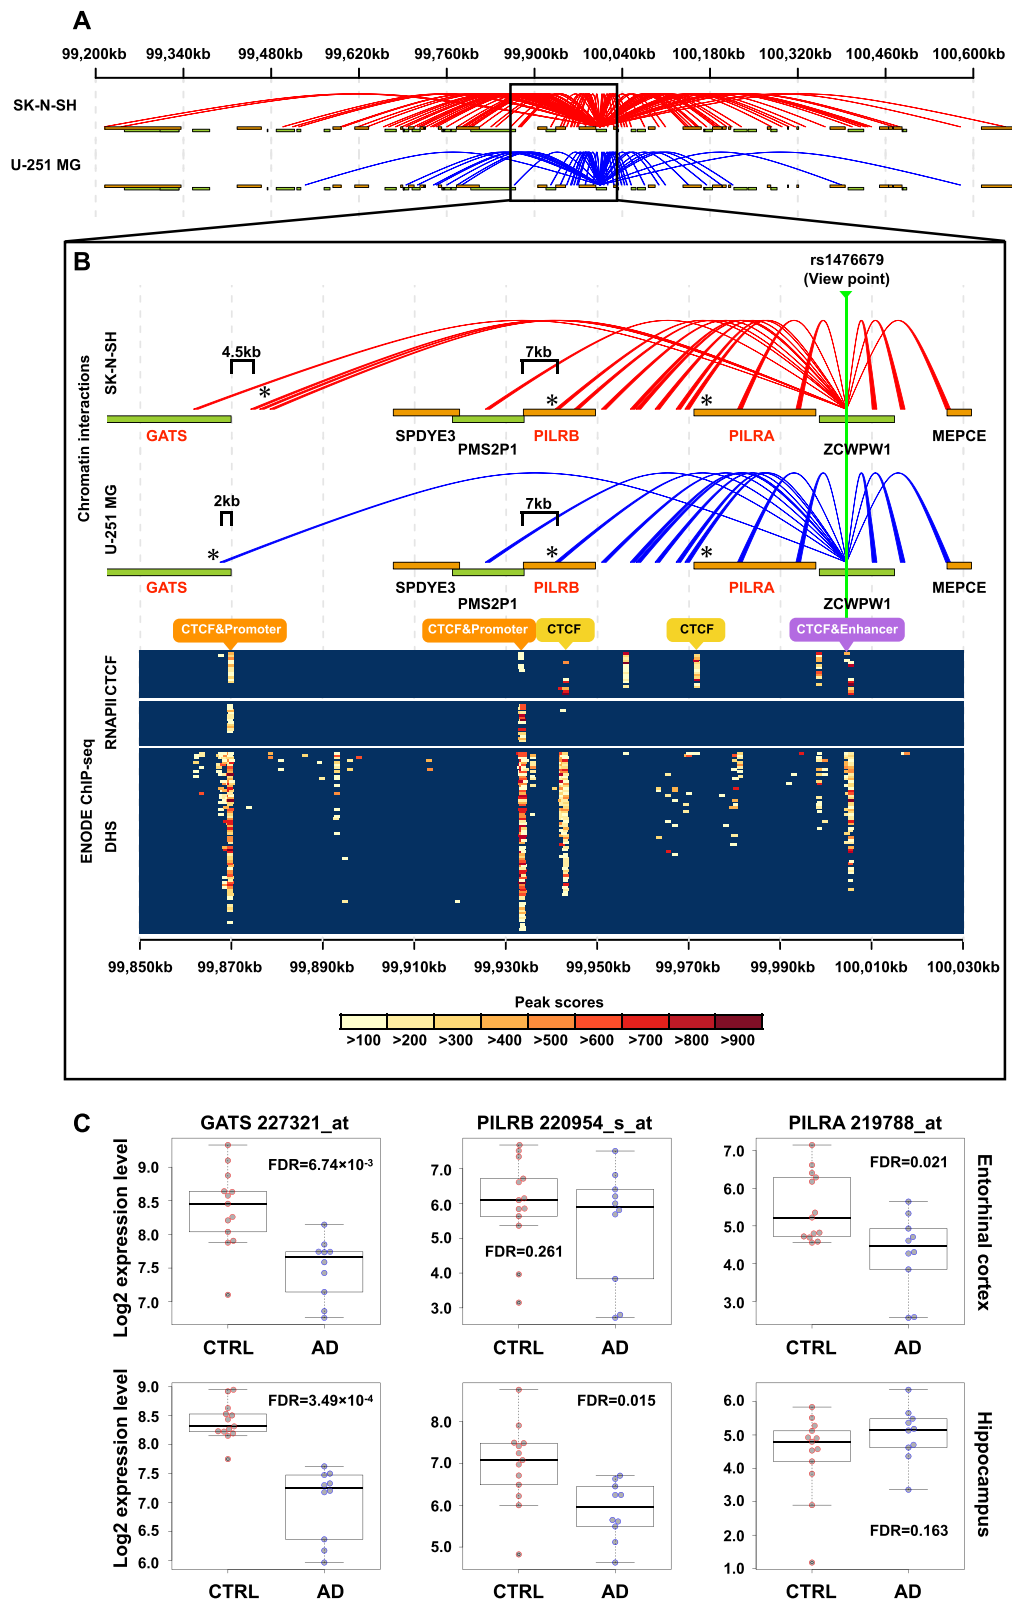 A
99,200kb 99,340kb 99,480kb 99,620kb 99,760kb 99,900kb 100,040kb 100,180kb 100,320kb 100,460kb 100,600kb
SK-N-SH
U-251 MG
B
rs1476679
(View point)
Chromatin interactions
SK-N-SH
4.5kb
7kb
*
*
*
GATS
SPDYE3
PMS2P1
PILRB
PILRA
ZCWPW1
MEPCE
U-251 MG
2kb
7kb
*
*
*
GATS
SPDYE3
PMS2P1
PILRB
PILRA
ZCWPW1
MEPCE
CTCF&Promoter
CTCF&Promoter
CTCF
CTCF
CTCF&Enhancer
ENODE ChIP-seq
CTCF
RNAPII
DHS
99,850kb 99,870kb 99,890kb 99,910kb 99,930kb 99,950kb 99,970kb 99,990kb 100,010kb 100,030kb
Peak scores
>100 >200 >300 >400 >500 >600 >700 >800 >900
C
GATS 227321_at
PILRB 220954_s_at
PILRA 219788_at
Log2 expression level
9.0
8.5
8.0
7.5
7.0
FDR=6.74×10-3
CTRL AD
7.0
6.0
5.0
4.0
3.0
FDR=0.261
CTRL AD
7.0
6.0
5.0
4.0
3.0
FDR=0.021
CTRL AD
Entorhinal cortex
Log2 expression level
9.0
8.5
8.0
7.5
7.0
6.5
6.0
FDR=3.49×10-4
CTRL AD
8.0
7.0
6.0
5.0
FDR=0.015
CTRL AD
6.0
5.0
4.0
3.0
2.0
1.0
FDR=0.163
CTRL AD
Hippocampus